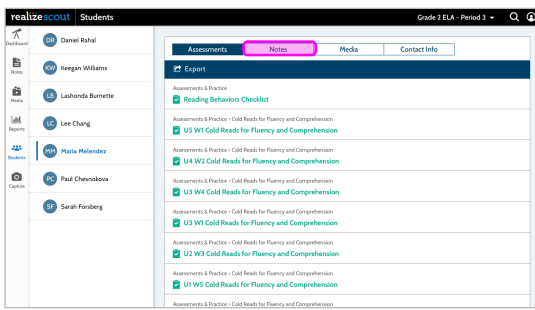 realizescout Students
Grade 2 ELA - Period 3
Dashboard
Notes
Media
Reports
Students
Capture
DR Daniel Rahal
KW Keegan Williams
LB Lashonda Burnette
LC Lee Chang
MM Maria Melendez
PC Paul Chesnokova
SF Sarah Forsberg
Assessments Notes Media Contact Info
Export
Assessments & Practice
Reading Behaviors Checklist
Assessments & Practice › Cold Reads for Fluency and Comprehension
U5 W1 Cold Reads for Fluency and Comprehension
Assessments & Practice › Cold Reads for Fluency and Comprehension
U4 W2 Cold Reads for Fluency and Comprehension
Assessments & Practice › Cold Reads for Fluency and Comprehension
U3 W4 Cold Reads for Fluency and Comprehension
Assessments & Practice › Cold Reads for Fluency and Comprehension
U3 W1 Cold Reads for Fluency and Comprehension
Assessments & Practice › Cold Reads for Fluency and Comprehension
U2 W3 Cold Reads for Fluency and Comprehension
Assessments & Practice › Cold Reads for Fluency and Comprehension
U1 W5 Cold Reads for Fluency and Comprehension
Assessments & Practice › Cold Reads for Fluency and Comprehension